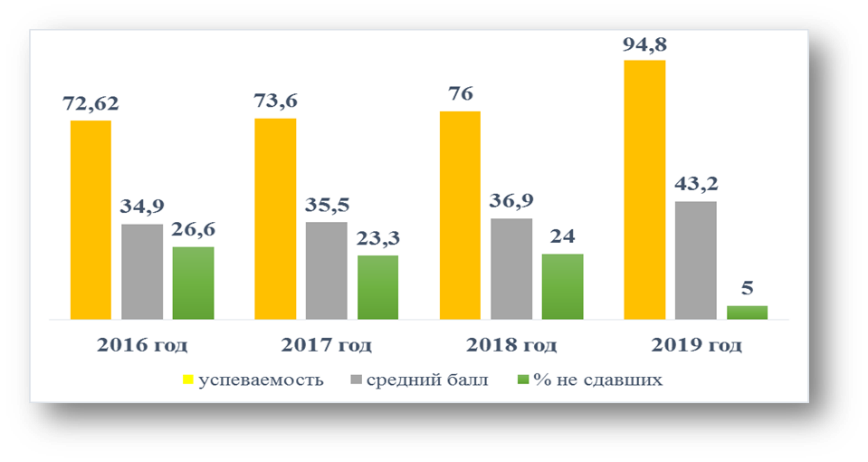 94,8
72,62
73,6
76
34,9
26,6
35,5
23,3
36,9
24
43,2
5
2016 год
2017 год
2018 год
2019 год
успеваемость
средний балл
% не сдавших